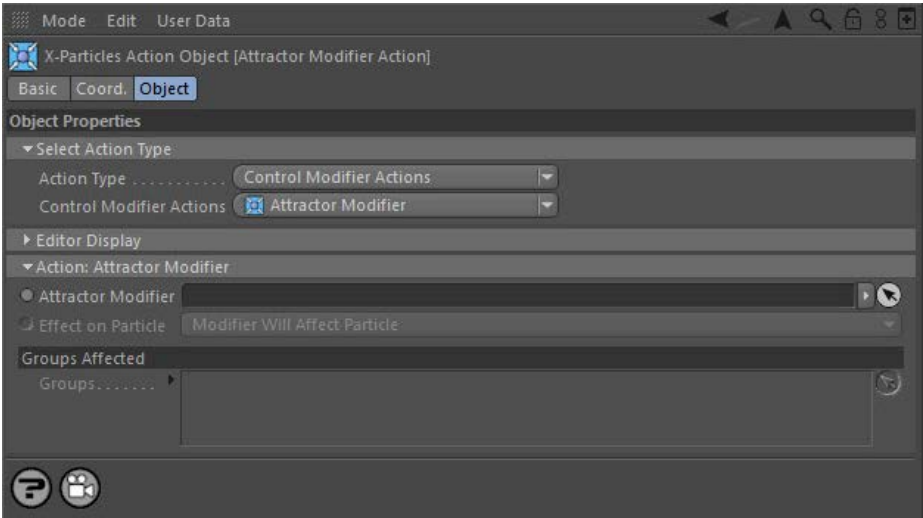 Mode Edit User Data
X-Particles Action Object [Attractor Modifier Action]
Basic Coord. Object
Object Properties
Select Action Type
Action Type . . . . . . . . . . . Control Modifier Actions
Control Modifier Actions Attractor Modifier
Editor Display
Action: Attractor Modifier
Attractor Modifier
Effect on Particle Modifier Will Affect Particle
Groups Affected
Groups. . . . . . .